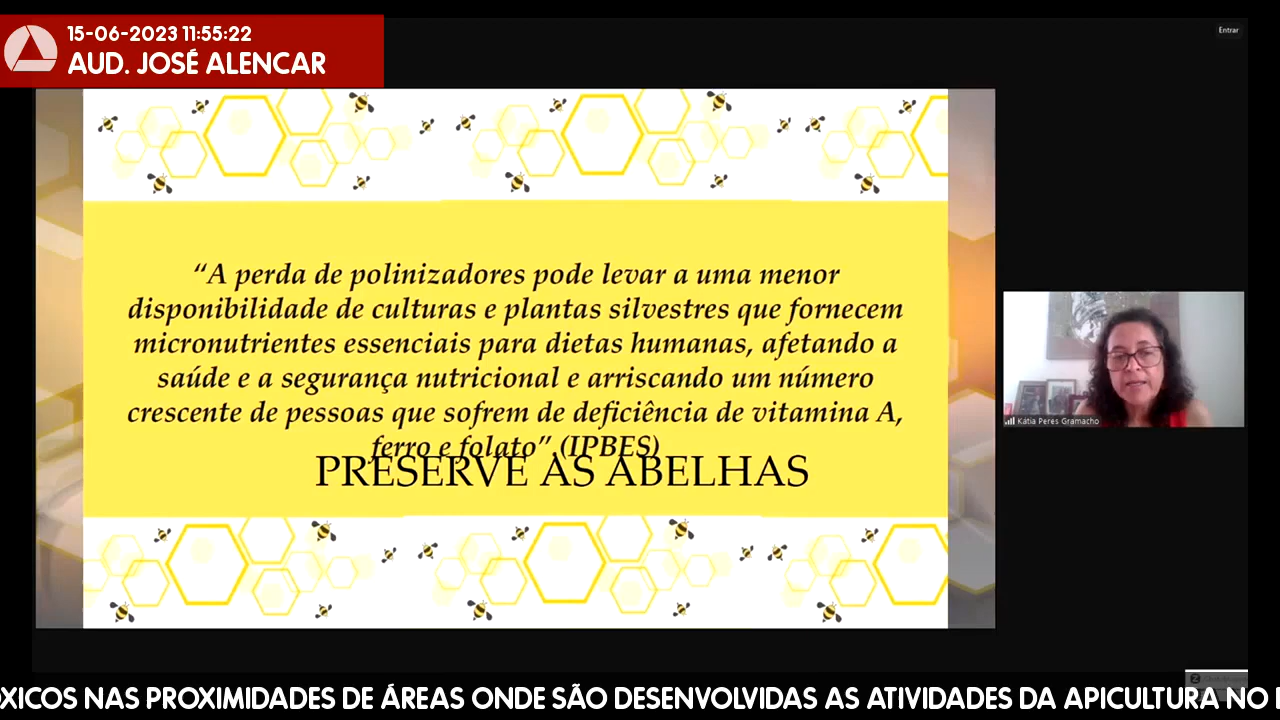 15-06-2023 11:55:22
AUD. JOSÉ ALENCAR
Entrar
“A perda de polinizadores pode levar a uma menor
disponibilidade de culturas e plantas silvestres que fornecem
micronutrientes essenciais para dietas humanas, afetando a
saúde e a segurança nutricional e arriscando um número
crescente de pessoas que sofrem de deficiência de vitamina A,
ferro e folato”.(IPBES)
PRESERVE AS ABELHAS
Kátia Peres Gramacho
XICOS NAS PROXIMIDADES DE ÁREAS ONDE SÃO DESENVOLVIDAS AS ATIVIDADES DA APICULTURA NO